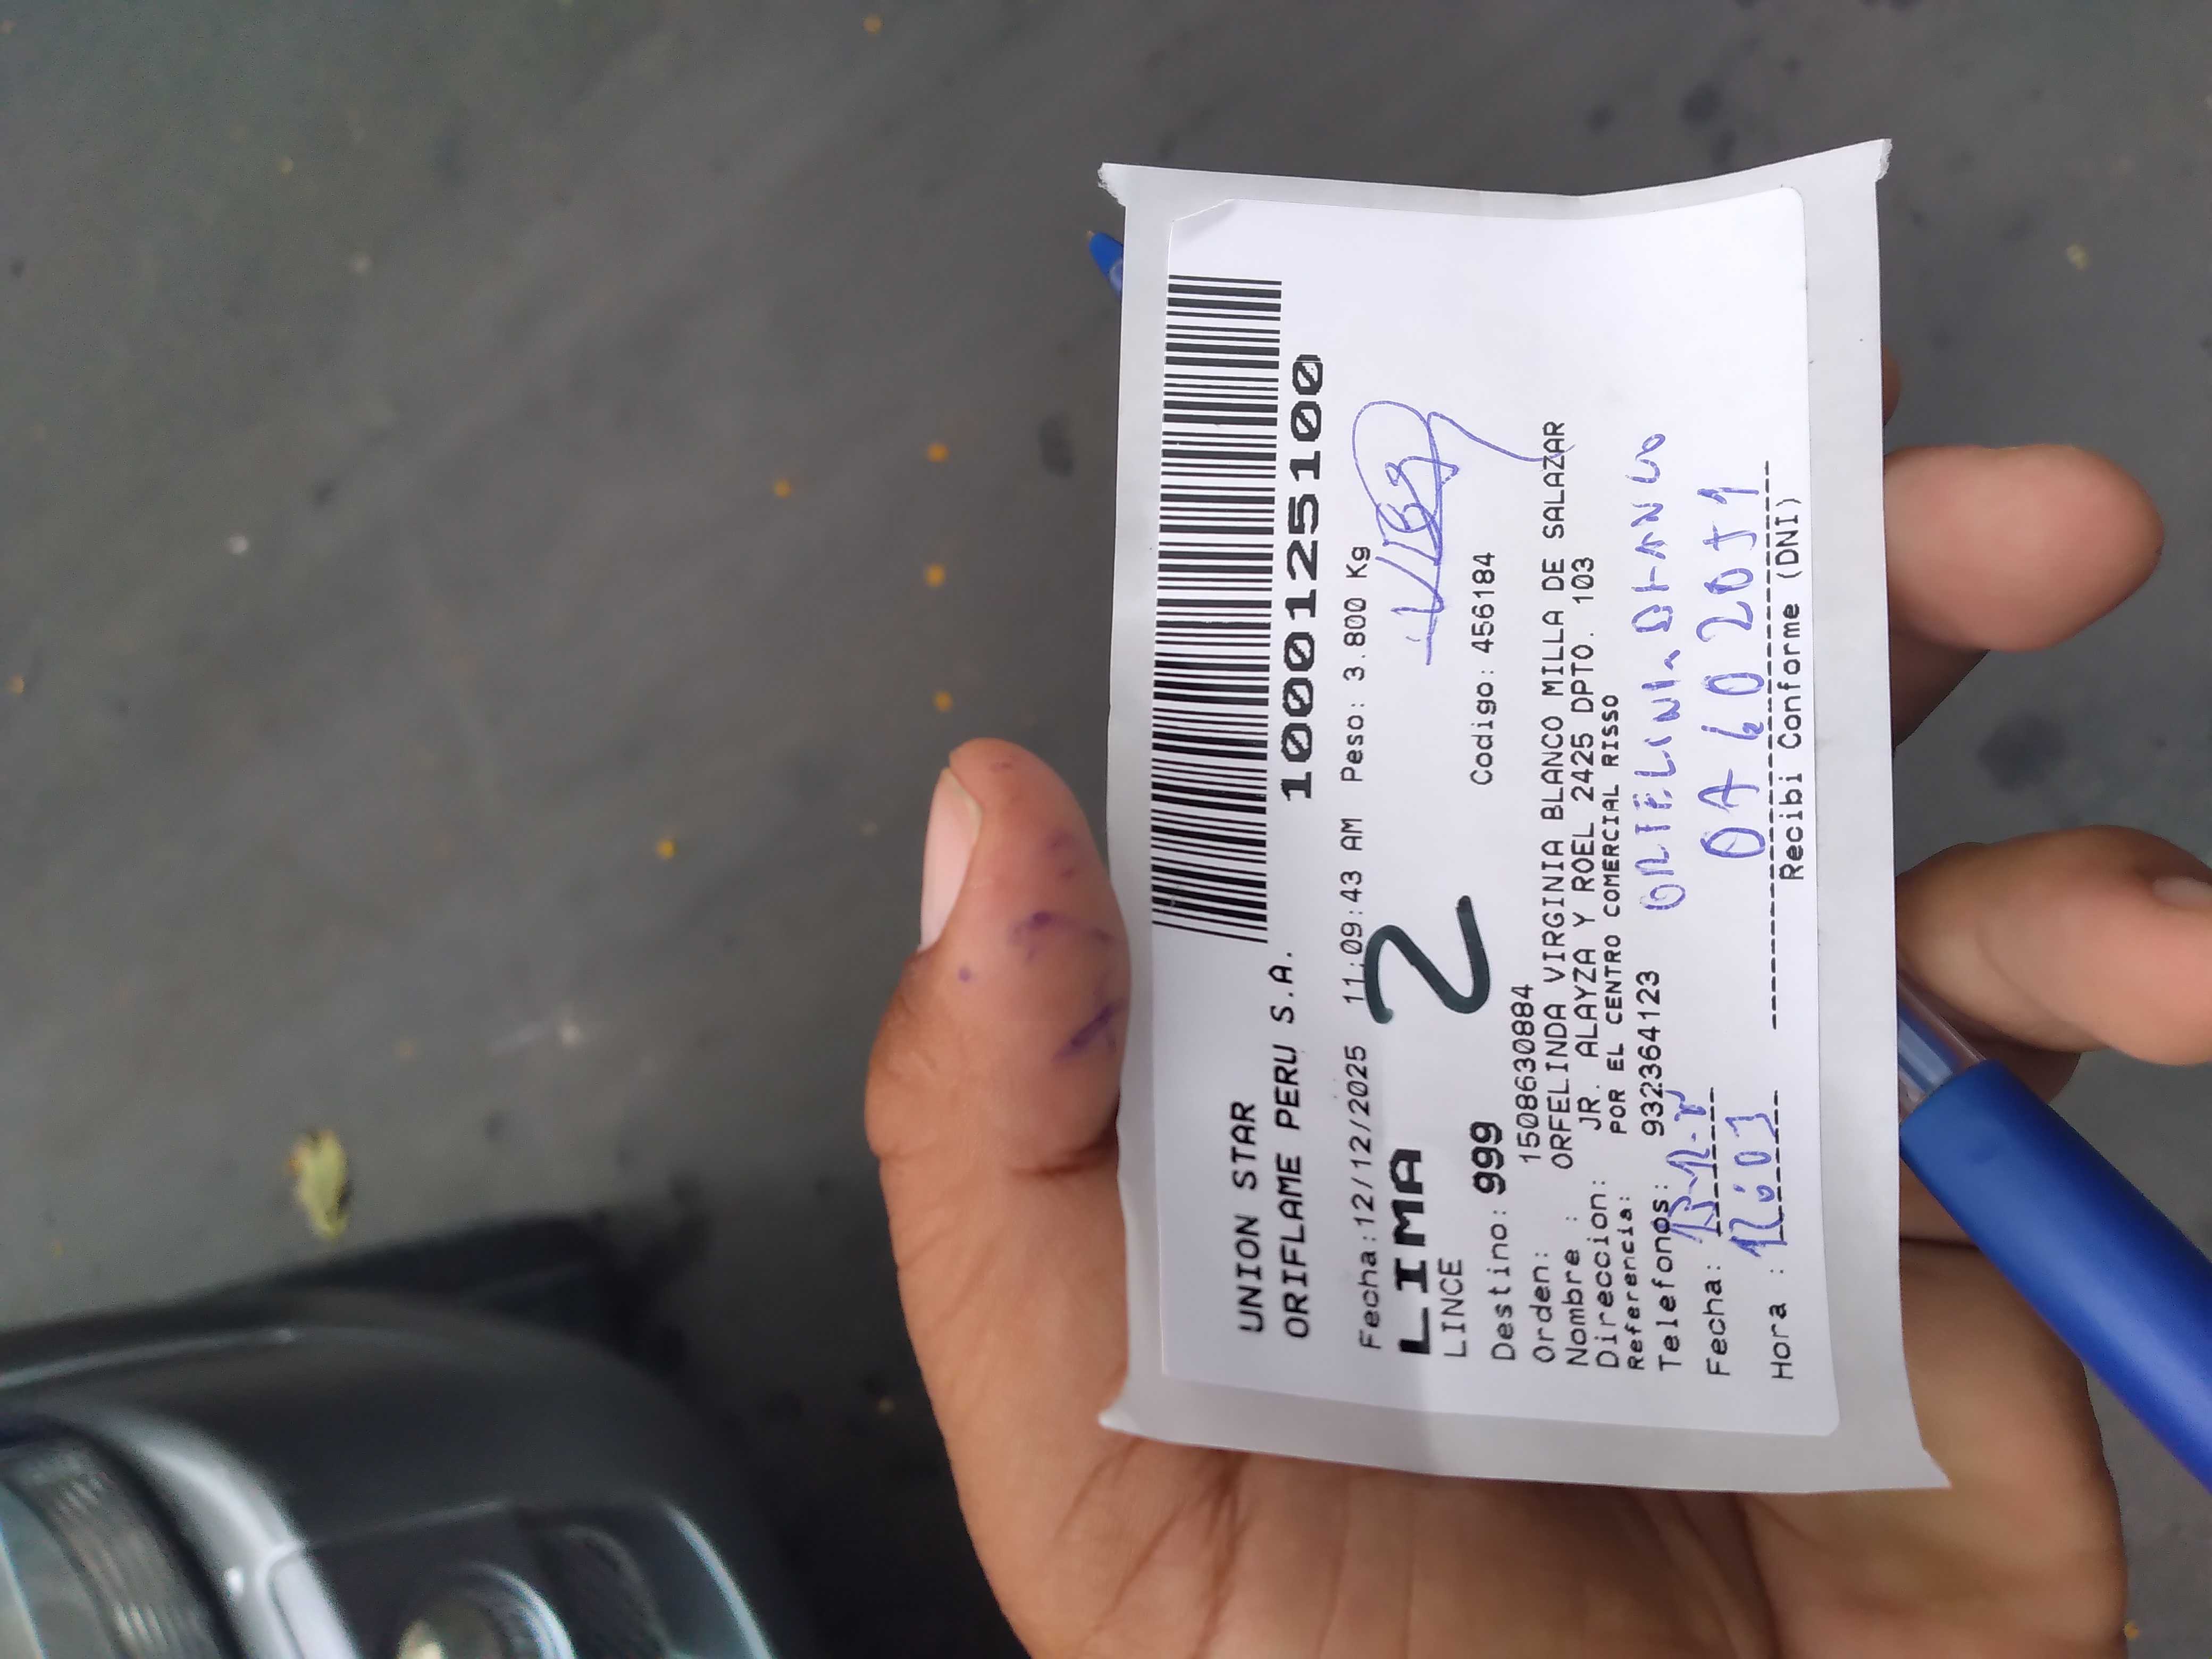 UNION STAR
ORIFLAME PERU S.A.
1000125100
Fecha:12/12/2025 11:09:43 AM Peso: 3.800 Kg
LIMA
2
LINCE
Destino: 999 Codigo: 456184
Orden: 1508630884
Nombre : ORFELINDA VIRGINIA BLANCO MILLA DE SALAZAR
Direccion: JR. ALAYZA Y ROEL 2425 DPTO. 103
Referencia: POR EL CENTRO COMERCIAL RISSO
Telefonos: 932364123
Fecha:
Hora : 12:03
Recibi Conforme (DNI)